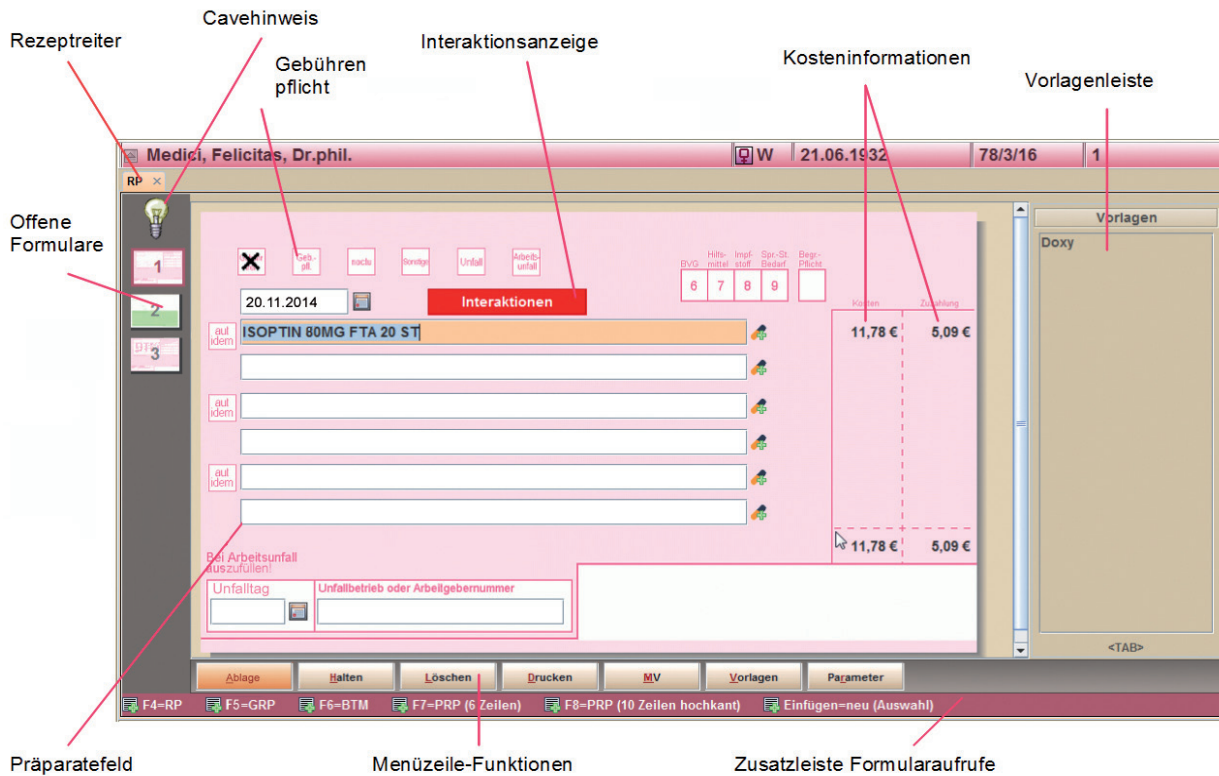 Cavehinweis
Rezeptreiter
Interaktionsanzeige
Kosteninformationen
Gebühren
pflicht
Vorlagenleiste
Medici, Felicitas, Dr.phil. W 21.06.1932 78/3/16 1
RP ×
Offene
Formulare
Vorlagen
Doxy
1
2
BTM
3
Geb.-
pfl.
noctu
Sonstige
Unfall
Arbeits-
unfall
BVG
Hilfs-
mittel
Impf-
stoff
Spr.-St.
Bedarf
Begr.-
Pflicht
6 7 8 9
20.11.2014
Interaktionen
Kosten Zuzahlung
aut
idem
ISOPTIN 80MG FTA 20 ST
11,78 € 5,09 €
aut
idem
aut
idem
11,78 € 5,09 €
Bei Arbeitsunfall
auszufüllen!
Unfalltag
Unfallbetrieb oder Arbeitgebernummer
<TAB>
Ablage Halten Löschen Drucken MV Vorlagen Parameter
F4=RP F5=GRP F6=BTM F7=PRP (6 Zeilen) F8=PRP (10 Zeilen hochkant) Einfügen=neu (Auswahl)
Präparatefeld
Menüzeile-Funktionen
Zusatzleiste Formularaufrufe